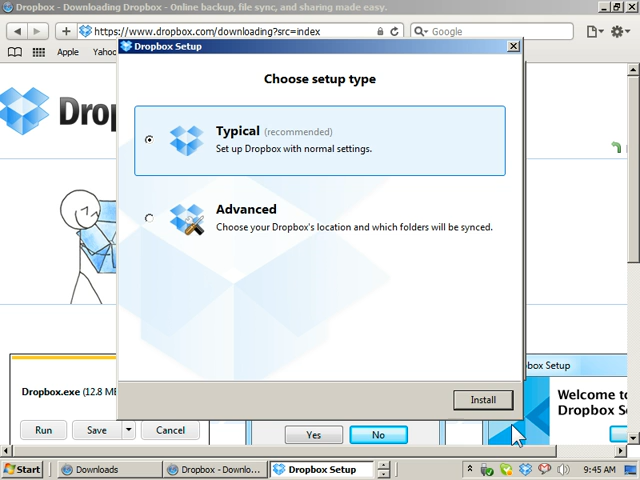 Dropbox - Downloading Dropbox - Online backup, file sync, and sharing made easy.
https://www.dropbox.com/downloading?src=index
Google
Apple
Yahoo
Dropbox Setup
Choose setup type
Drop
Typical (recommended)
Set up Dropbox with normal settings.
Advanced
Choose your Dropbox's location and which folders will be synced.
Install
Dropbox.exe (12.8 M
Run
Save
Cancel
Yes
No
box Setup
Welcome to
Dropbox S
Start
Downloads
Dropbox - Downlo...
Dropbox Setup
9:45 AM